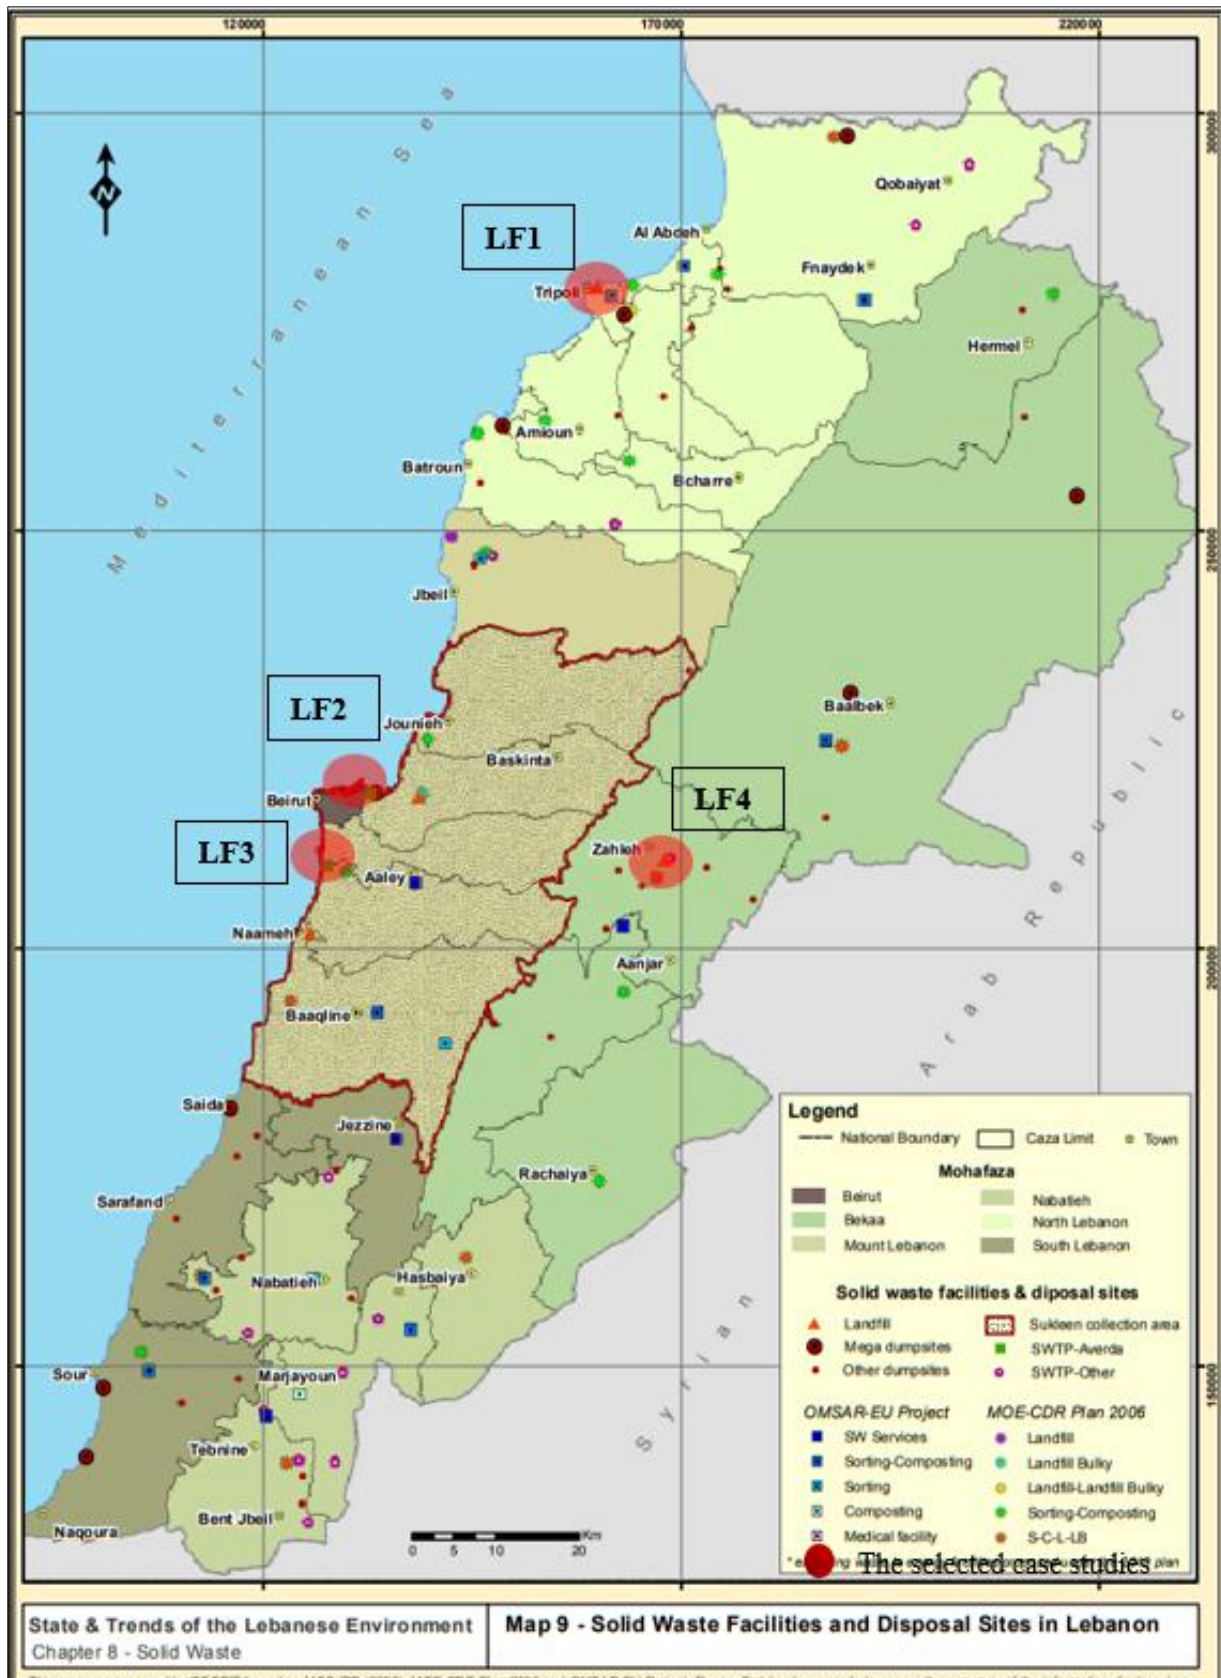 120000
170000
220000
300000
Mediterranean Sea
Qobaiyat
LF1
Al Abdeh
Fnaydek
Tripoli
Hermel
Amioun
Batroun
Bcharre
250000
Jbeil
LF2
Jounieh
Baalbek
Baskinta
LF4
Beirut
Zahleh
LF3
Aaley
Naameh
Aanjar
200000
Baaqline
Syrian Arab Republic
Saida
Jezzine
Rachaiya
Sarafand
Nabatieh
Hasbaiya
Sour
Marjayoun
150000
Tebnine
Bent Jbeil
Naqoura
Km
0 5 10 20
Legend
National Boundary
Caza Limit
Town
Mohafaza
Beirut
Nabatieh
Bekaa
North Lebanon
Mount Lebanon
South Lebanon
Solid waste facilities & diposal sites
Landfill
Sukleen collection area
Mega dumpsites
SWTP-Averda
Other dumpsites
SWTP-Other
OMSAR-EU Project
MOE-CDR Plan 2006
SW Services
Landfill
Sorting-Composting
Landfill Bulky
Sorting
Landfill-Landfill Bulky
Composting
Sorting-Composting
Medical facility
S-C-L-LB
The selected case studies
plan
State & Trends of the Lebanese Environment
Chapter 8 - Solid Waste
Map 9 - Solid Waste Facilities and Disposal Sites in Lebanon